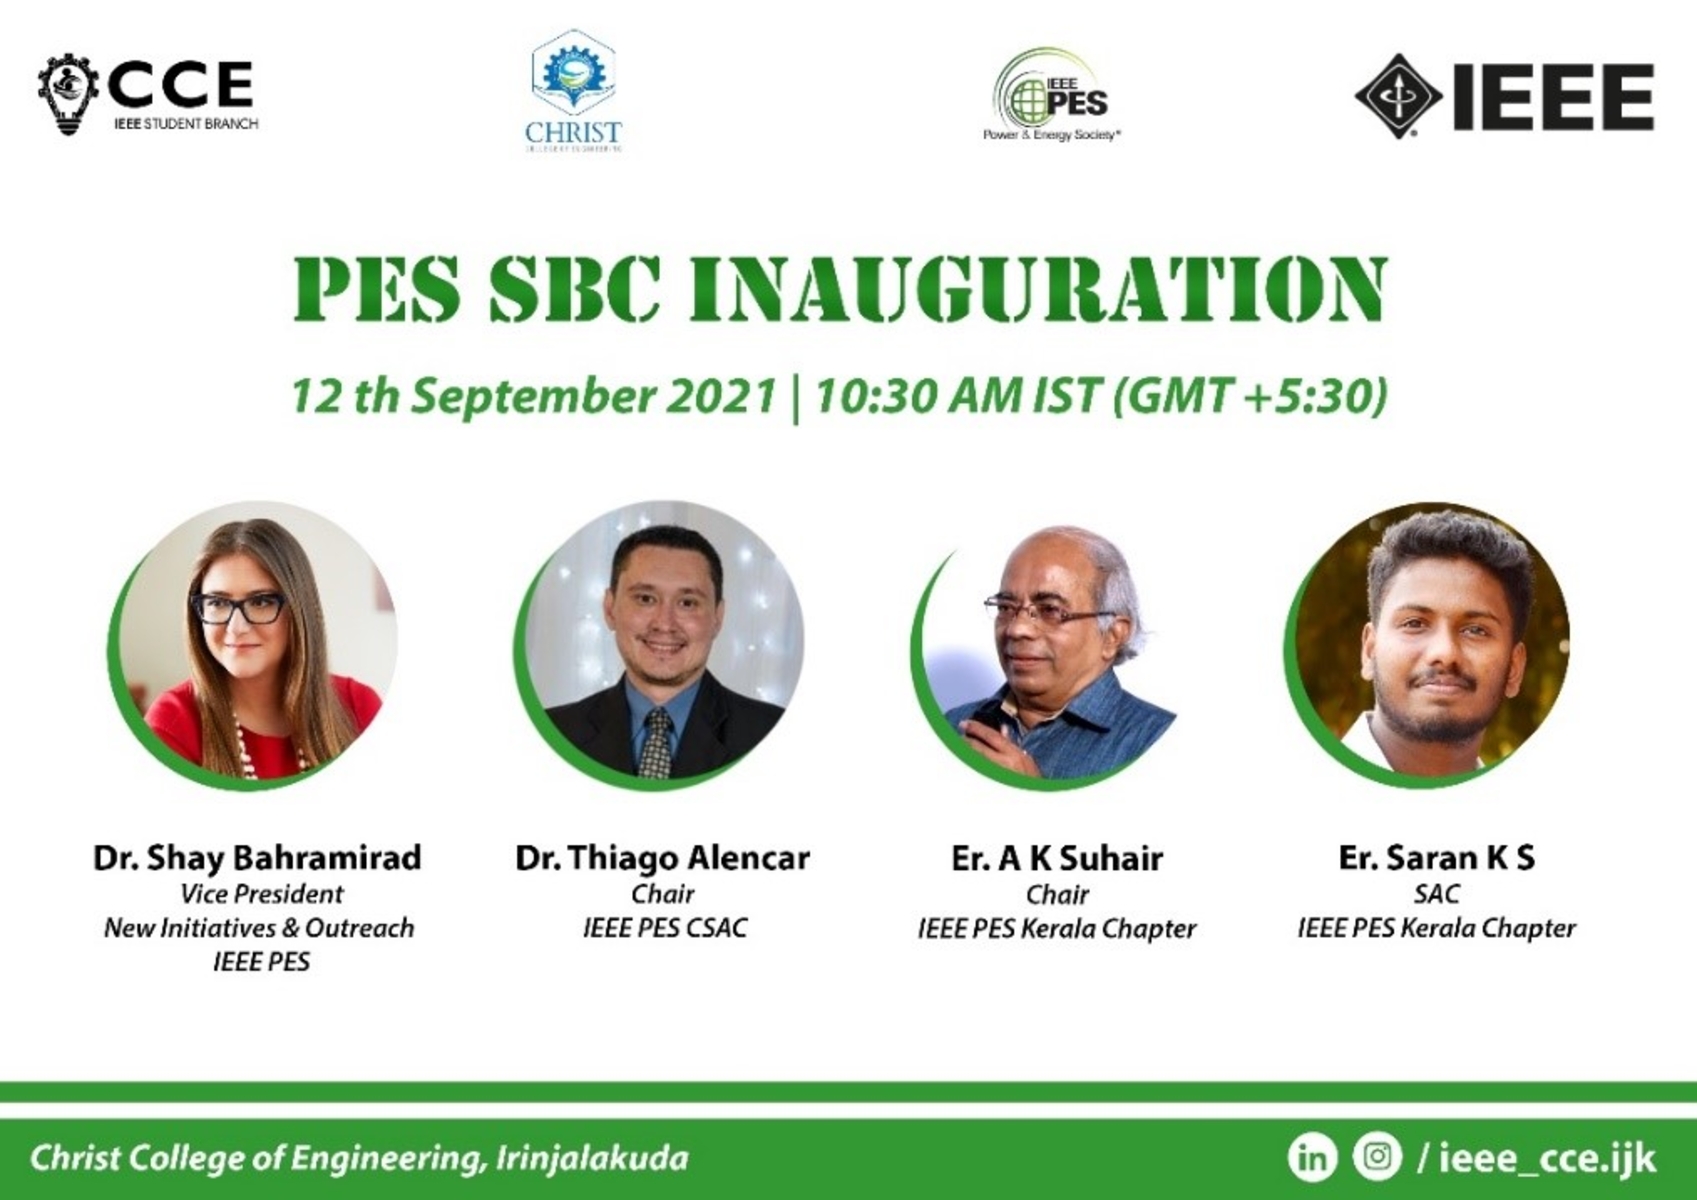 CCE
IEEE STUDENT BRANCH
CHRIST
COLLEGE OF ENGINEERING
IEEE
PES
Power & Energy Society®
IEEE
PES SBC INAUGURATION
12 th September 2021 | 10:30 AM IST (GMT +5:30)
Dr. Shay Bahramirad
Vice President
New Initiatives & Outreach
IEEE PES
Dr. Thiago Alencar
Chair
IEEE PES CSAC
Er. A K Suhair
Chair
IEEE PES Kerala Chapter
Er. Saran K S
SAC
IEEE PES Kerala Chapter
Christ College of Engineering, Irinjalakuda
in / ieee_cce.ijk